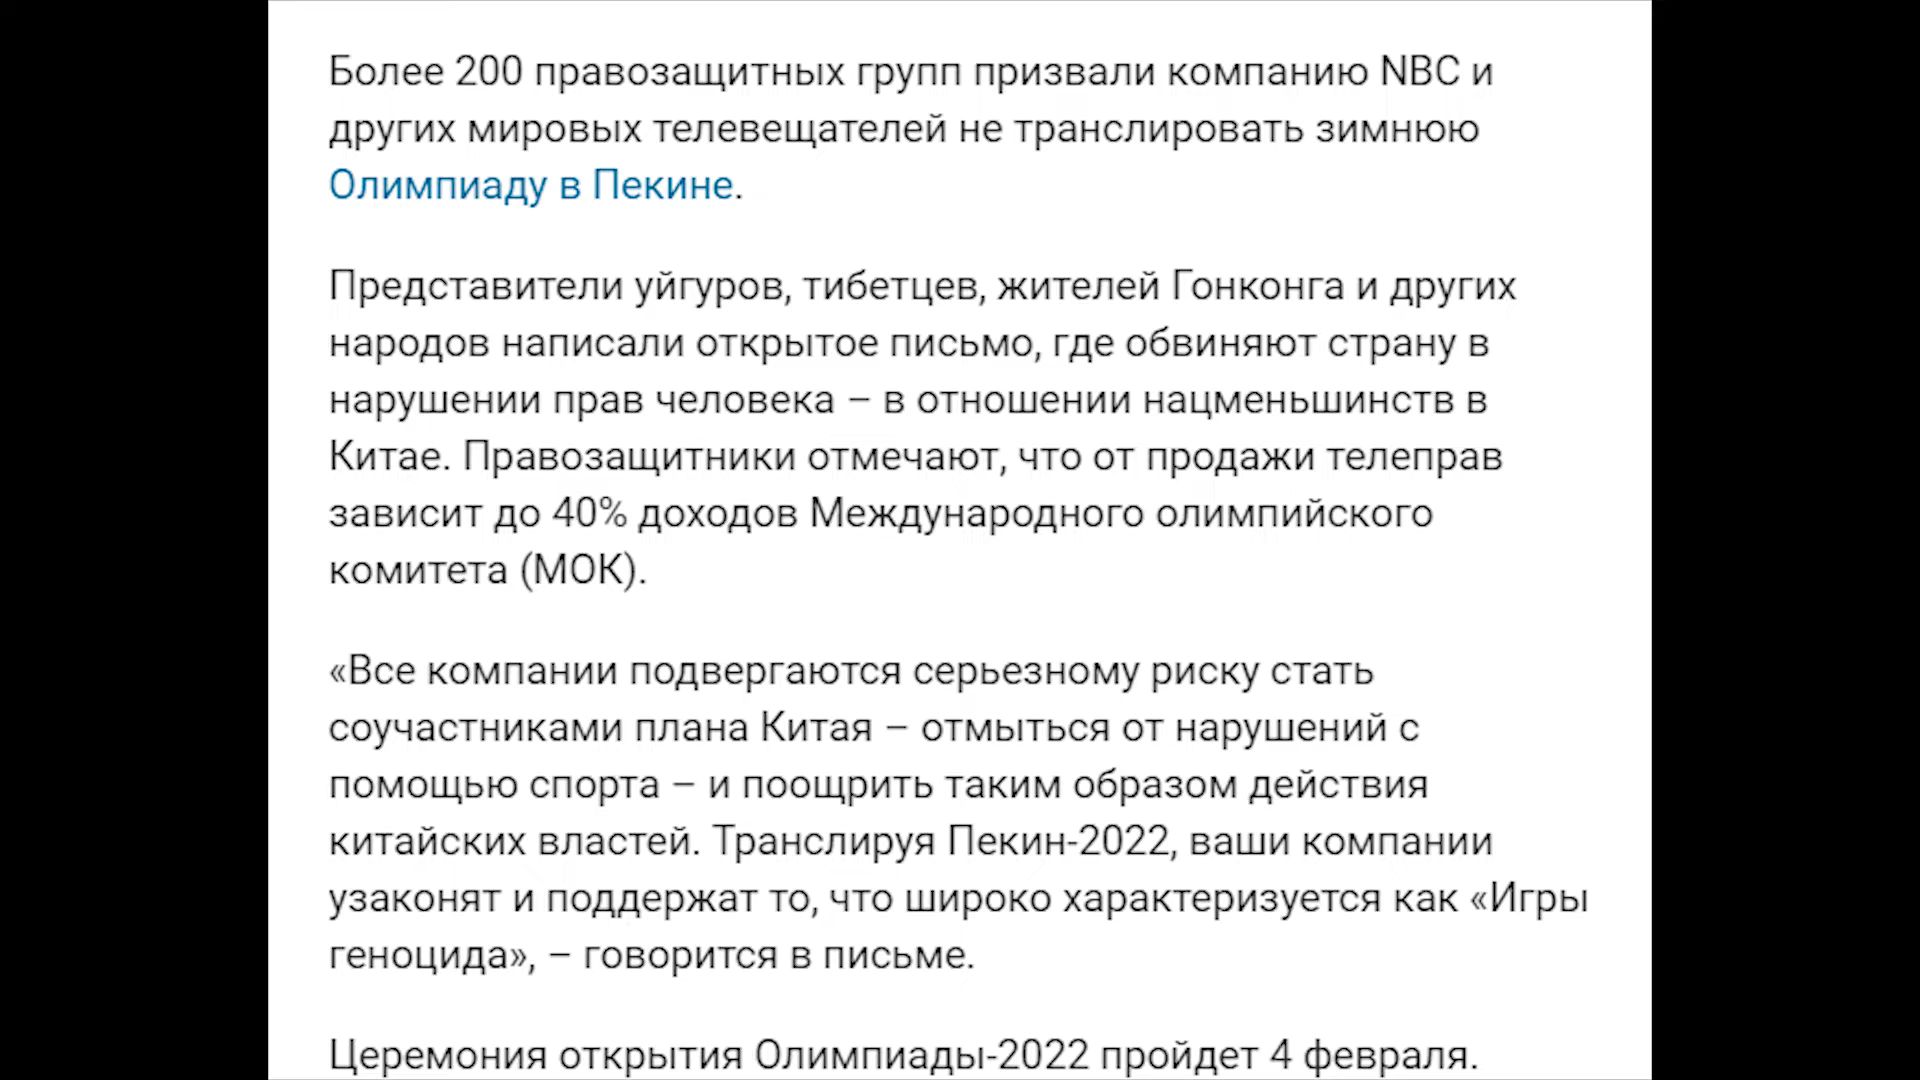 Более 200 правозащитных групп призвали компанию NBC и
других мировых телевещателей не транслировать зимнюю
Олимпиаду в Пекине.
Представители уйгуров, тибетцев, жителей Гонконга и других
народов написали открытое письмо, где обвиняют страну в
нарушении прав человека – в отношении нацменьшинств в
Китае. Правозащитники отмечают, что от продажи телеправ
зависит до 40% доходов Международного олимпийского
комитета (МОК).
«Все компании подвергаются серьезному риску стать
соучастниками плана Китая – отмыться от нарушений с
помощью спорта – и поощрить таким образом действия
китайских властей. Транслируя Пекин-2022, ваши компании
узаконят и поддержат то, что широко характеризуется как «Игры
геноцида», – говорится в письме.
Церемония открытия Олимпиады-2022 пройдет 4 февраля.